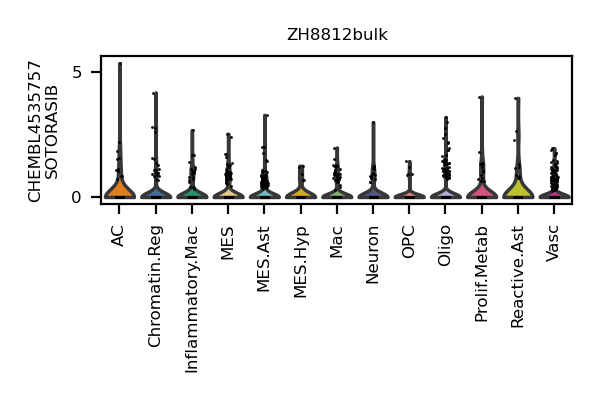 ZH8812bulk
CHEMBL4535757
SOTORASIB
5
0
AC
Chromatin.Reg
Inflammatory.Mac
MES
MES.Ast
MES.Hyp
Mac
Neuron
OPC
Oligo
Prolif.Metab
Reactive.Ast
Vasc